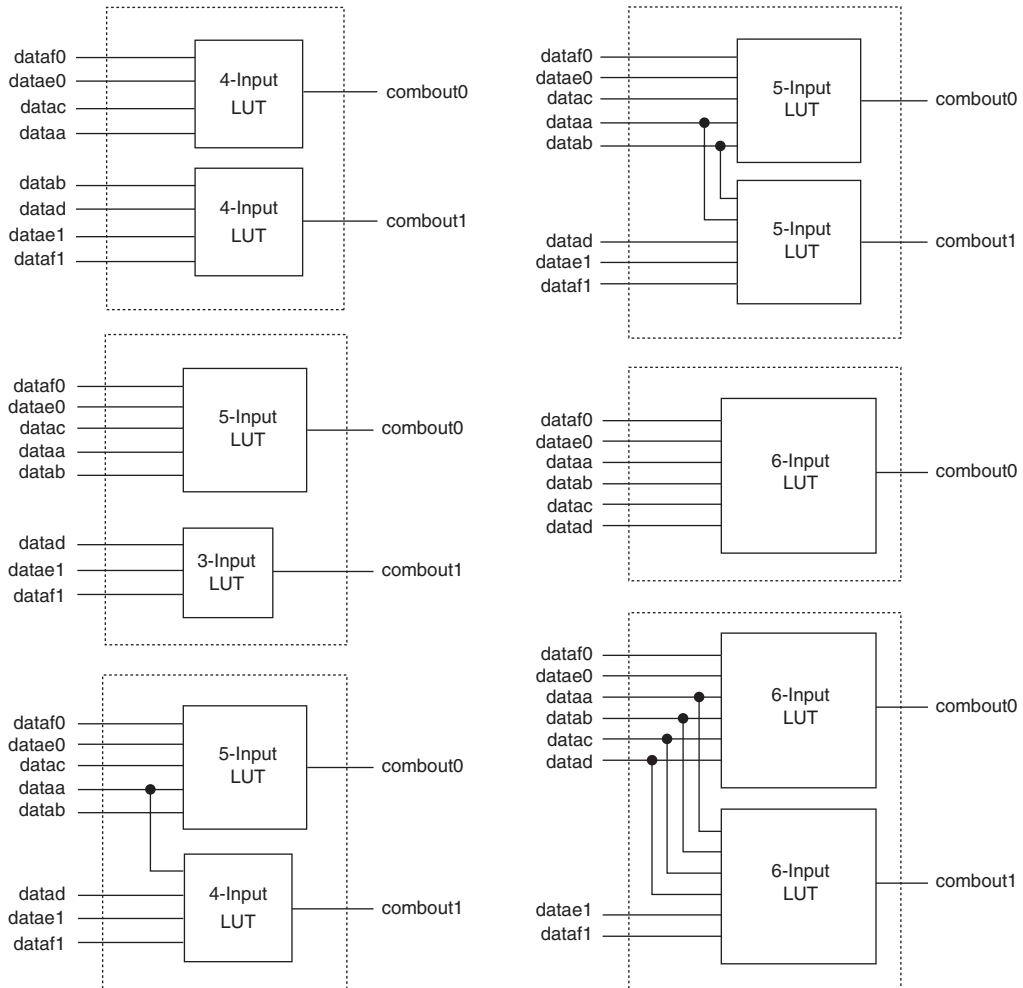 dataf0
datae0
datac
dataa
4-Input
LUT
combout0
datab
datad
datae1
dataf1
4-Input
LUT
combout1
dataf0
datae0
datac
dataa
datab
5-Input
LUT
combout0
datad
datae1
dataf1
3-Input
LUT
combout1
dataf0
datae0
datac
dataa
datab
5-Input
LUT
combout0
datad
datae1
dataf1
4-Input
LUT
combout1
dataf0
datae0
datac
dataa
datab
5-Input
LUT
combout0
datad
datae1
dataf1
5-Input
LUT
combout1
dataf0
datae0
dataa
datab
datac
datad
6-Input
LUT
combout0
dataf0
datae0
dataa
datab
datac
datad
6-Input
LUT
combout0
datae1
dataf1
6-Input
LUT
combout1